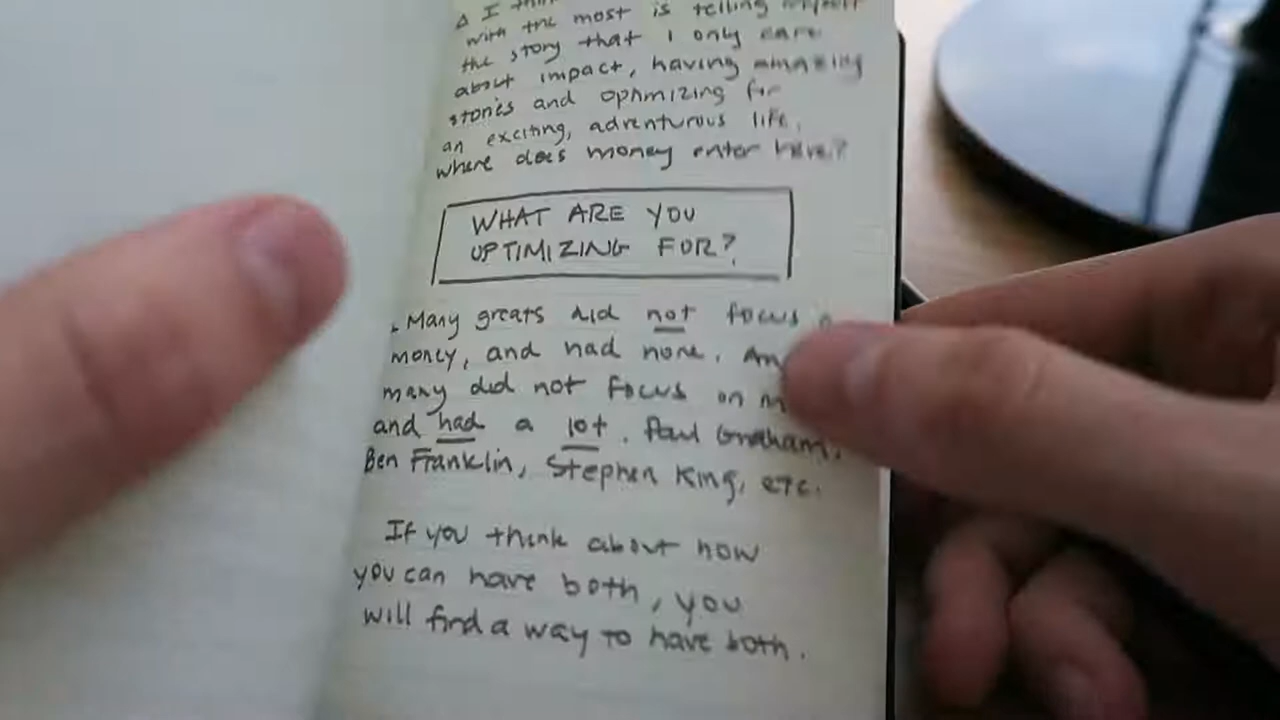 Δ I think
with the most is telling myself
the story that I only care
about impact, having amazing
stories and optimizing for
an exciting, adventurous life.
where does money enter here?
WHAT ARE YOU
OPTIMIZING FOR?
Many greats did not focus
money, and had none. An
many did not focus on m
and had a lot. Paul Graham,
Ben Franklin, Stephen King, etc.
If you think about how
you can have both, you
will find a way to have both.